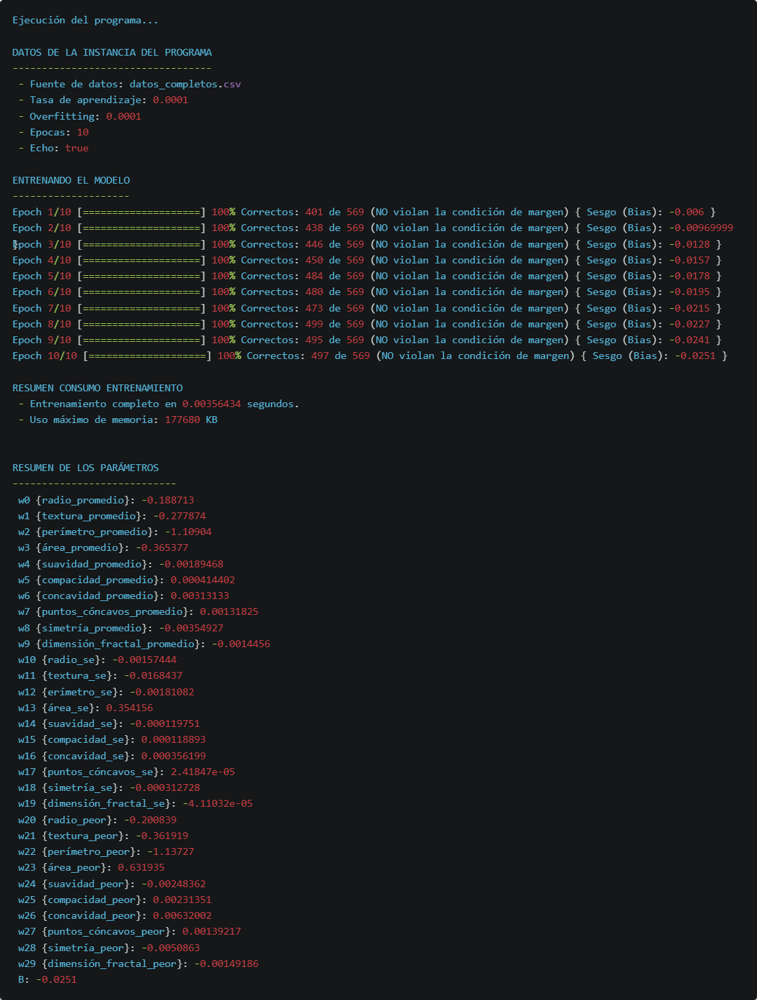 Ejecución del programa...
DATOS DE LA INSTANCIA DEL PROGRAMA
----------------------------------
- Fuente de datos: datos_completos.csv
- Tasa de aprendizaje: 0.0001
- Overfitting: 0.0001
- Epocas: 10
- Echo: true
ENTRENANDO EL MODELO
--------------------
Epoch 1/10 [====================] 100% Correctos: 401 de 569 (NO violan la condición de margen) { Sesgo (Bias): -0.006 }
Epoch 2/10 [====================] 100% Correctos: 438 de 569 (NO violan la condición de margen) { Sesgo (Bias): -0.00969999
}
Epoch 3/10 [====================] 100% Correctos: 446 de 569 (NO violan la condición de margen) { Sesgo (Bias): -0.0128 }
Epoch 4/10 [====================] 100% Correctos: 450 de 569 (NO violan la condición de margen) { Sesgo (Bias): -0.0157 }
Epoch 5/10 [====================] 100% Correctos: 484 de 569 (NO violan la condición de margen) { Sesgo (Bias): -0.0178 }
Epoch 6/10 [====================] 100% Correctos: 480 de 569 (NO violan la condición de margen) { Sesgo (Bias): -0.0195 }
Epoch 7/10 [====================] 100% Correctos: 473 de 569 (NO violan la condición de margen) { Sesgo (Bias): -0.0215 }
Epoch 8/10 [====================] 100% Correctos: 499 de 569 (NO violan la condición de margen) { Sesgo (Bias): -0.0227 }
Epoch 9/10 [====================] 100% Correctos: 495 de 569 (NO violan la condición de margen) { Sesgo (Bias): -0.0241 }
Epoch 10/10 [====================] 100% Correctos: 497 de 569 (NO violan la condición de margen) { Sesgo (Bias): -0.0251 }
RESUMEN CONSUMO ENTRENAMIENTO
- Entrenamiento completo en 0.00356434 segundos.
- Uso máximo de memoria: 177680 KB
RESUMEN DE LOS PARÁMETROS
----------------------------
w0 {radio_promedio}: -0.188713
w1 {textura_promedio}: -0.277874
w2 {perímetro_promedio}: -1.10904
w3 {área_promedio}: -0.365377
w4 {suavidad_promedio}: -0.00189468
w5 {compacidad_promedio}: 0.000414402
w6 {concavidad_promedio}: 0.00313133
w7 {puntos_cóncavos_promedio}: 0.00131825
w8 {simetría_promedio}: -0.00354927
w9 {dimensión_fractal_promedio}: -0.0014456
w10 {radio_se}: -0.00157444
w11 {textura_se}: -0.0168437
w12 {erímetro_se}: -0.00181082
w13 {área_se}: 0.354156
w14 {suavidad_se}: -0.000119751
w15 {compacidad_se}: 0.000118893
w16 {concavidad_se}: 0.000356199
w17 {puntos_cóncavos_se}: 2.41847e-05
w18 {simetría_se}: -0.000312728
w19 {dimensión_fractal_se}: -4.11032e-05
w20 {radio_peor}: -0.200839
w21 {textura_peor}: -0.361919
w22 {perímetro_peor}: -1.13727
w23 {área_peor}: 0.631935
w24 {suavidad_peor}: -0.00248362
w25 {compacidad_peor}: 0.00231351
w26 {concavidad_peor}: 0.00632002
w27 {puntos_cóncavos_peor}: 0.00139217
w28 {simetría_peor}: -0.0050863
w29 {dimensión_fractal_peor}: -0.00149186
B: -0.0251